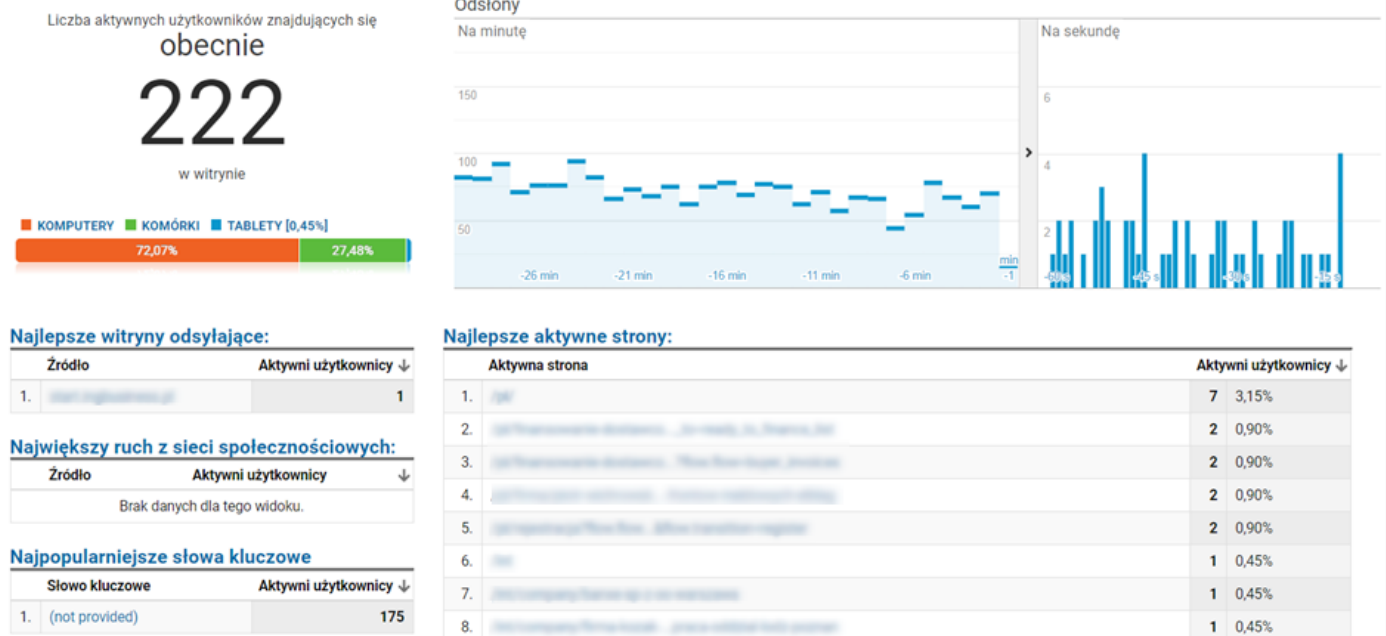 Liczba aktywnych użytkowników znajdujących się
obecnie
222
w witrynie
KOMPUTERY KOMÓRKI TABLETY [0,45%]
72,07% 27,48%
Odsłony
Na minutę
150
100
50
-26 min -21 min -16 min -11 min -6 min min
-1
Na sekundę
6
4
2
-60 s -45 s -30 s -15 s
Najlepsze witryny odsyłające:
Źródło Aktywni użytkownicy
1. 1
Największy ruch z sieci społecznościowych:
Źródło Aktywni użytkownicy
Brak danych dla tego widoku.
Najpopularniejsze słowa kluczowe
Słowo kluczowe Aktywni użytkownicy
1. (not provided) 175
Najlepsze aktywne strony:
Aktywna strona Aktywni użytkownicy
1. 7 3,15%
2. 2 0,90%
3. 2 0,90%
4. 2 0,90%
5. 2 0,90%
6. 1 0,45%
7. 1 0,45%
8. 1 0,45%